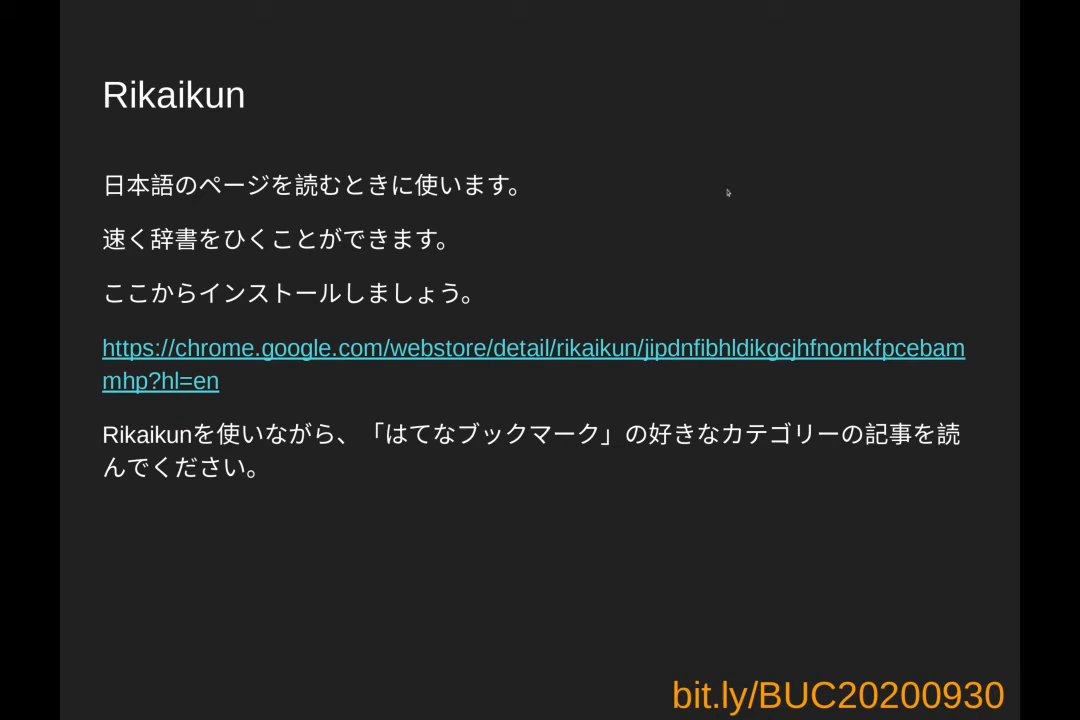 Rikaikun
日本語のページを読むときに使います。
速く辞書をひくことができます。
ここからインストールしましょう。
https://chrome.google.com/webstore/detail/rikaikun/jipdnfibhldikgcjhfnomkfpcebam
mhp?hl=en
Rikaikunを使いながら、「はてなブックマーク」の好きなカテゴリーの記事を読
んでください。
bit.ly/BUC20200930